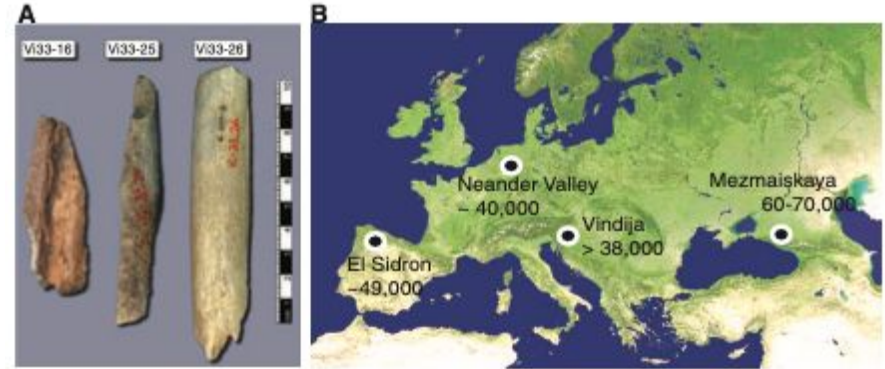 A
Vi33-16
Vi33-25
Vi33-26
B
Neander Valley
~ 40,000
Mezmaiskaya
60-70,000
Vindija
> 38,000
El Sidron
~49,000